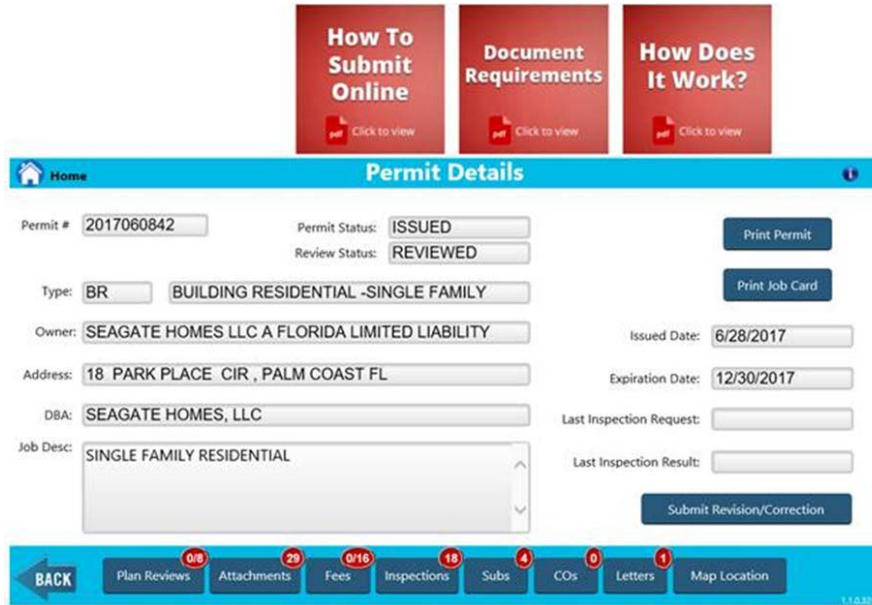 How To
Submit
Online
pdf Click to view
Document
Requirements
pdf Click to view
How Does
It Work?
pdf Click to view
Home
Permit Details
i
Permit # 2017060842
Permit Status: ISSUED
Review Status: REVIEWED
Print Permit
Type: BR BUILDING RESIDENTIAL -SINGLE FAMILY
Print Job Card
Owner: SEAGATE HOMES LLC A FLORIDA LIMITED LIABILITY
Issued Date: 6/28/2017
Address: 18 PARK PLACE CIR , PALM COAST FL
Expiration Date: 12/30/2017
DBA: SEAGATE HOMES, LLC
Last Inspection Request:
Job Desc: SINGLE FAMILY RESIDENTIAL
Last Inspection Result:
Submit Revision/Correction
BACK
Plan Reviews 0/8
Attachments 29
Fees 0/16
Inspections 18
Subs 4
COs 0
Letters 1
Map Location